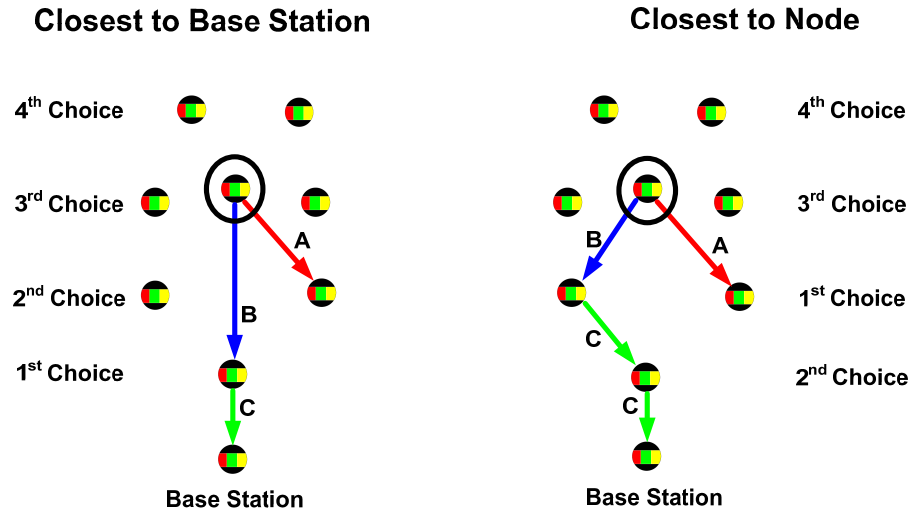 Closest to Base Station
Closest to Node
4th Choice
4th Choice
3rd Choice
3rd Choice
A
B
A
2nd Choice
1st Choice
B
C
1st Choice
2nd Choice
C
C
Base Station
Base Station